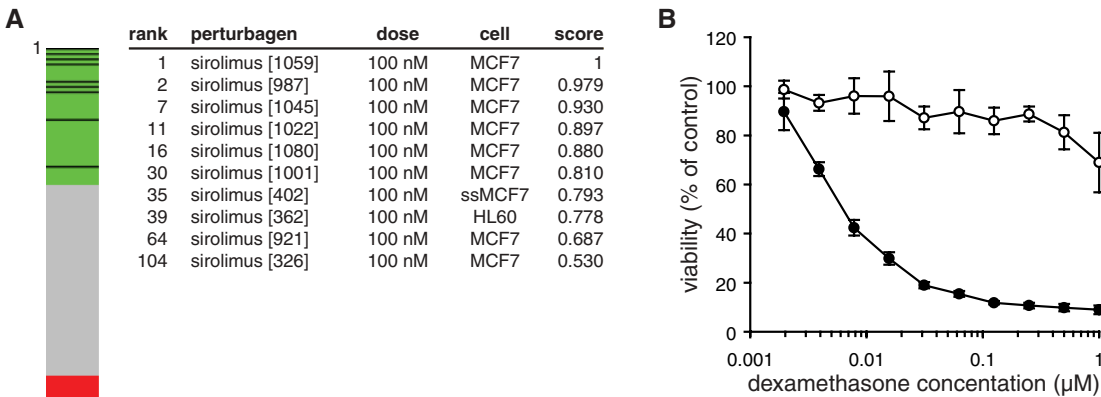 A
1
rank perturbagen dose cell score
1 sirolimus [1059] 100 nM MCF7 1
2 sirolimus [987] 100 nM MCF7 0.979
7 sirolimus [1045] 100 nM MCF7 0.930
11 sirolimus [1022] 100 nM MCF7 0.897
16 sirolimus [1080] 100 nM MCF7 0.880
30 sirolimus [1001] 100 nM MCF7 0.810
35 sirolimus [402] 100 nM ssMCF7 0.793
39 sirolimus [362] 100 nM HL60 0.778
64 sirolimus [921] 100 nM MCF7 0.687
104 sirolimus [326] 100 nM MCF7 0.530
B
viability (% of control)
120
100
80
60
40
20
0
0.001 0.01 0.1 1
dexamethasone concentation (µM)